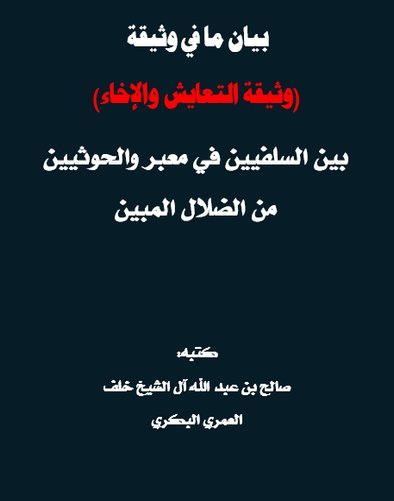 بيان ما في وثيقة
(وثيقة التعايش والإخاء)
بين السلفيين في معبر والحوثيين
من الضلال المبين
كتبه:
صالح بن عبد الله آل الشيخ خلف
العمري البكري